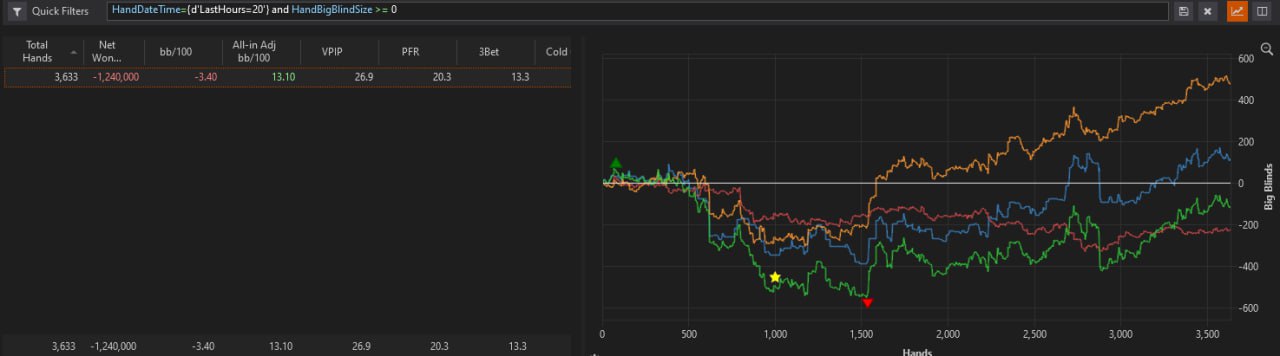 Quick Filters HandDateTime={d'LastHours=20'} and HandBigBlindSize >= 0
Total Hands Net Won... bb/100 All-in Adj bb/100 VPIP PFR 3Bet Cold
3,633 -1,240,000 -3.40 13.10 26.9 20.3 13.3
3,633 -1,240,000 -3.40 13.10 26.9 20.3 13.3
600
400
200
0
-200
-400
-600
Big Blinds
0 500 1,000 1,500 2,000 2,500 3,000 3,500
Hands